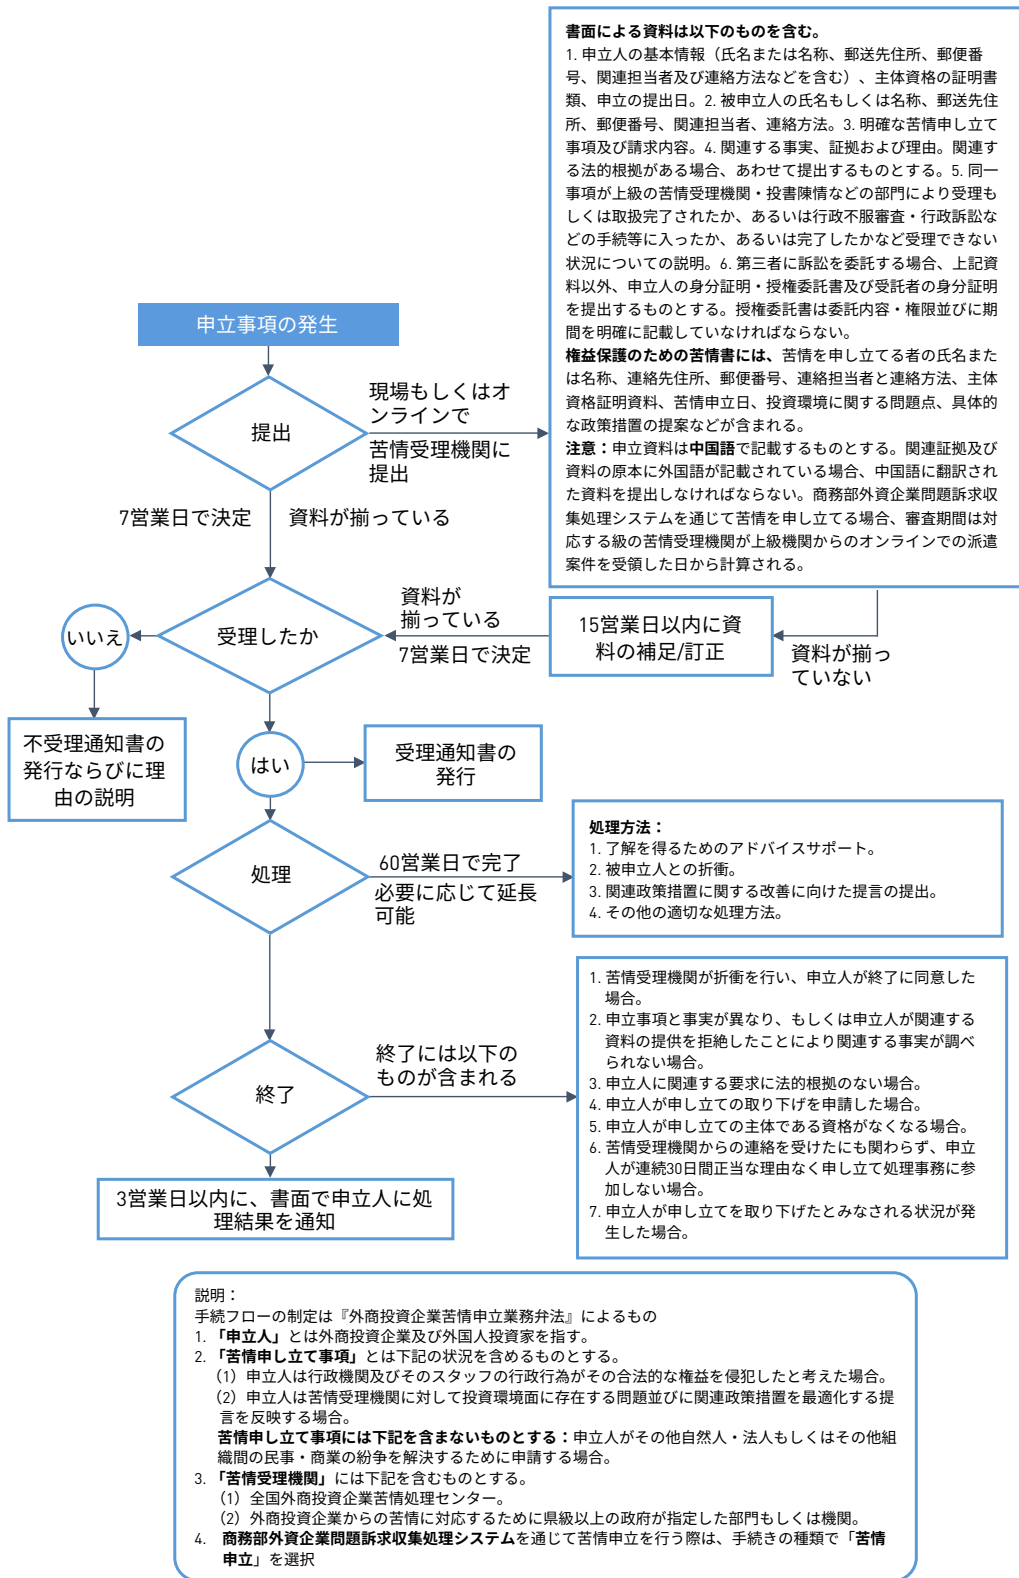 書面による資料は以下のものを含む。
1. 申立人の基本情報（氏名または名称、郵送先住所、郵便番
号、関連担当者及び連絡方法などを含む）、主体資格の証明書
類、申立の提出日。2. 被申立人の氏名もしくは名称、郵送先住
所、郵便番号、関連担当者、連絡方法。3. 明確な苦情申し立て
事項及び請求内容。4. 関連する事実、証拠および理由。関連す
る法的根拠がある場合、あわせて提出するものとする。5. 同一
事項が上級の苦情受理機関・投書陳情などの部門により受理も
しくは取扱完了されたか、あるいは行政不服審査・行政訴訟な
どの手続等に入ったか、あるいは完了したかなど受理できない
状況についての説明。6. 第三者に訴訟を委託する場合、上記資
料以外、申立人の身分証明・授権委託書及び受託者の身分証明
を提出するものとする。授権委託書は委託内容・権限並びに期
間を明確に記載していなければならない。
権益保護のための苦情書には、苦情を申し立てる者の氏名また
は名称、連絡先住所、郵便番号、連絡担当者と連絡方法、主体
資格証明資料、苦情申立日、投資環境に関する問題点、具体的
な政策措置の提案などが含まれる。
注意：申立資料は中国語で記載するものとする。関連証拠及び
資料の原本に外国語が記載されている場合、中国語に翻訳され
た資料を提出しなければならない。商務部外資企業問題訴求収
集処理システムを通じて苦情を申し立てる場合、審査期間は対
応する級の苦情受理機関が上級機関からのオンラインでの派遣
案件を受領した日から計算される。
申立事項の発生
提出
現場もしくはオ
ンラインで
苦情受理機関に
提出
7営業日で決定
資料が揃っている
受理したか
いいえ
資料が
揃っている
7営業日で決定
15営業日以内に資
料の補足/訂正
資料が揃っ
ていない
不受理通知書の
発行ならびに理
由の説明
はい
受理通知書の
発行
処理
60営業日で完了
必要に応じて延長
可能
処理方法：
1. 了解を得るためのアドバイスサポート。
2. 被申立人との折衝。
3. 関連政策措置に関する改善に向けた提言の提出。
4. その他の適切な処理方法。
終了
終了には以下の
ものが含まれる
1. 苦情受理機関が折衝を行い、申立人が終了に同意した
場合。
2. 申立事項と事実が異なり、もしくは申立人が関連する
資料の提供を拒絶したことにより関連する事実が調べ
られない場合。
3. 申立人に関連する要求に法的根拠のない場合。
4. 申立人が申し立ての取り下げを申請した場合。
5. 申立人が申し立ての主体である資格がなくなる場合。
6. 苦情受理機関からの連絡を受けたにも関わらず、申立
人が連続30日間正当な理由なく申し立て処理事務に参
加しない場合。
7. 申立人が申し立てを取り下げたとみなされる状況が発
生した場合。
3営業日以内に、書面で申立人に処
理結果を通知
説明：
手続フローの制定は『外商投資企業苦情申立業務弁法』によるもの
1. 「申立人」とは外商投資企業及び外国人投資家を指す。
2. 「苦情申し立て事項」とは下記の状況を含めるものとする。
（1）申立人は行政機関及びそのスタッフの行政行為がその合法的な権益を侵犯したと考えた場合。
（2）申立人は苦情受理機関に対して投資環境面に存在する問題並びに関連政策措置を最適化する提
言を反映する場合。
苦情申し立て事項には下記を含まないものとする：申立人がその他自然人・法人もしくはその他組
織間の民事・商業の紛争を解決するために申請する場合。
3. 「苦情受理機関」には下記を含むものとする。
（1）全国外商投資企業苦情処理センター。
（2）外商投資企業からの苦情に対応するために県級以上の政府が指定した部門もしくは機関。
4. 商務部外資企業問題訴求収集処理システムを通じて苦情申立を行う際は、手続きの種類で「苦情
申立」を選択